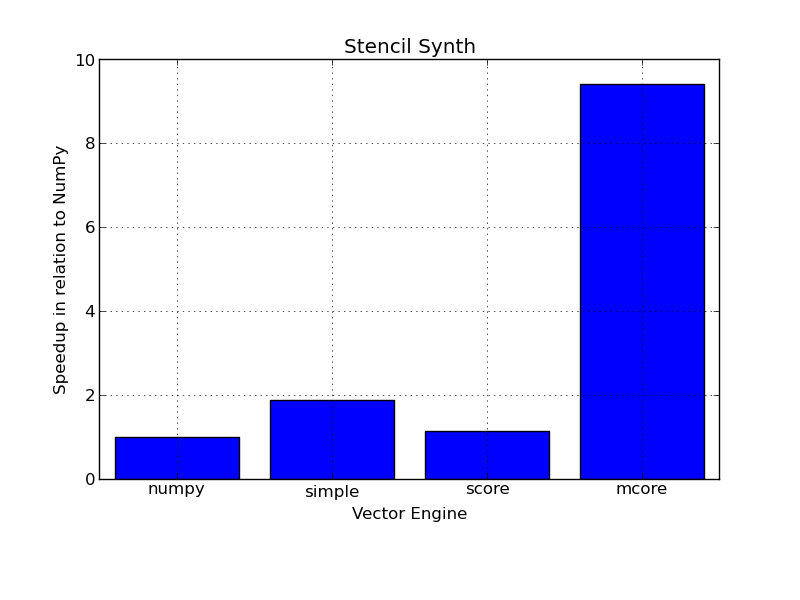 Stencil Synth
10
8
6
4
2
0
Speedup in relation to NumPy
numpy simple score mcore
Vector Engine